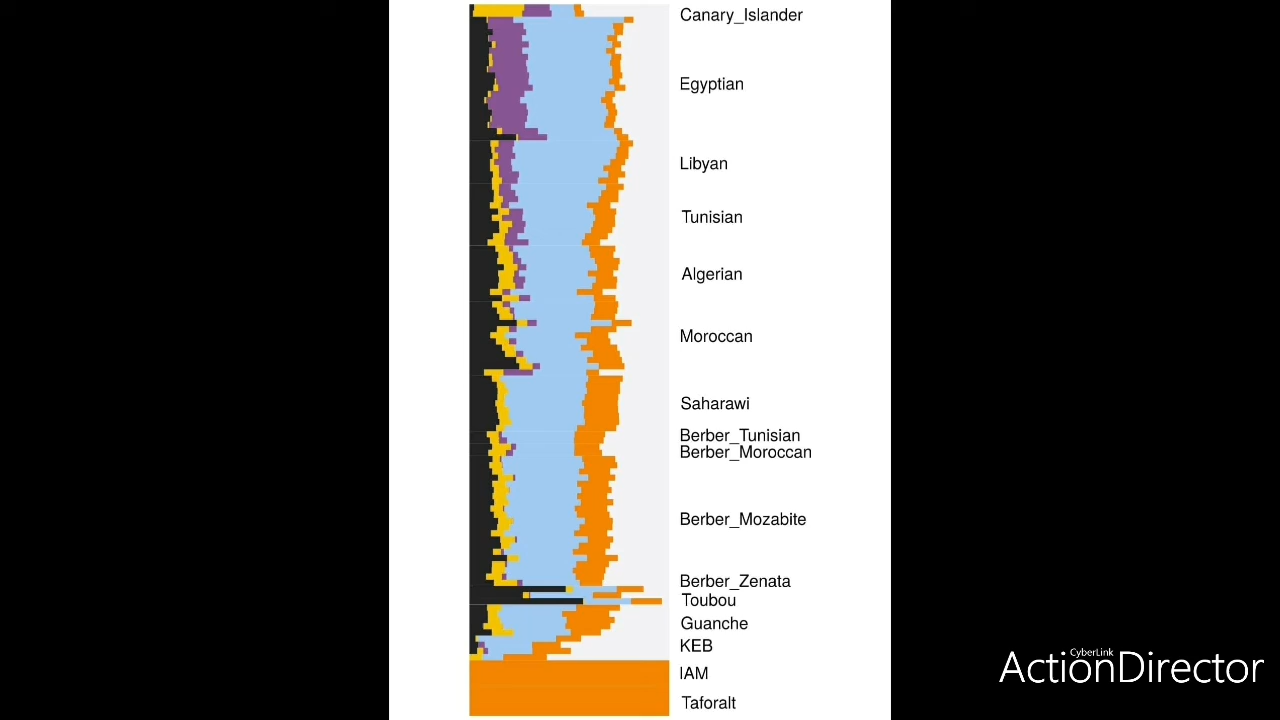 Canary_Islander
Egyptian
Libyan
Tunisian
Algerian
Moroccan
Saharawi
Berber_Tunisian
Berber_Moroccan
Berber_Mozabite
Berber_Zenata
Toubou
Guanche
KEB
IAM
Taforalt
CyberLink
ActionDirector